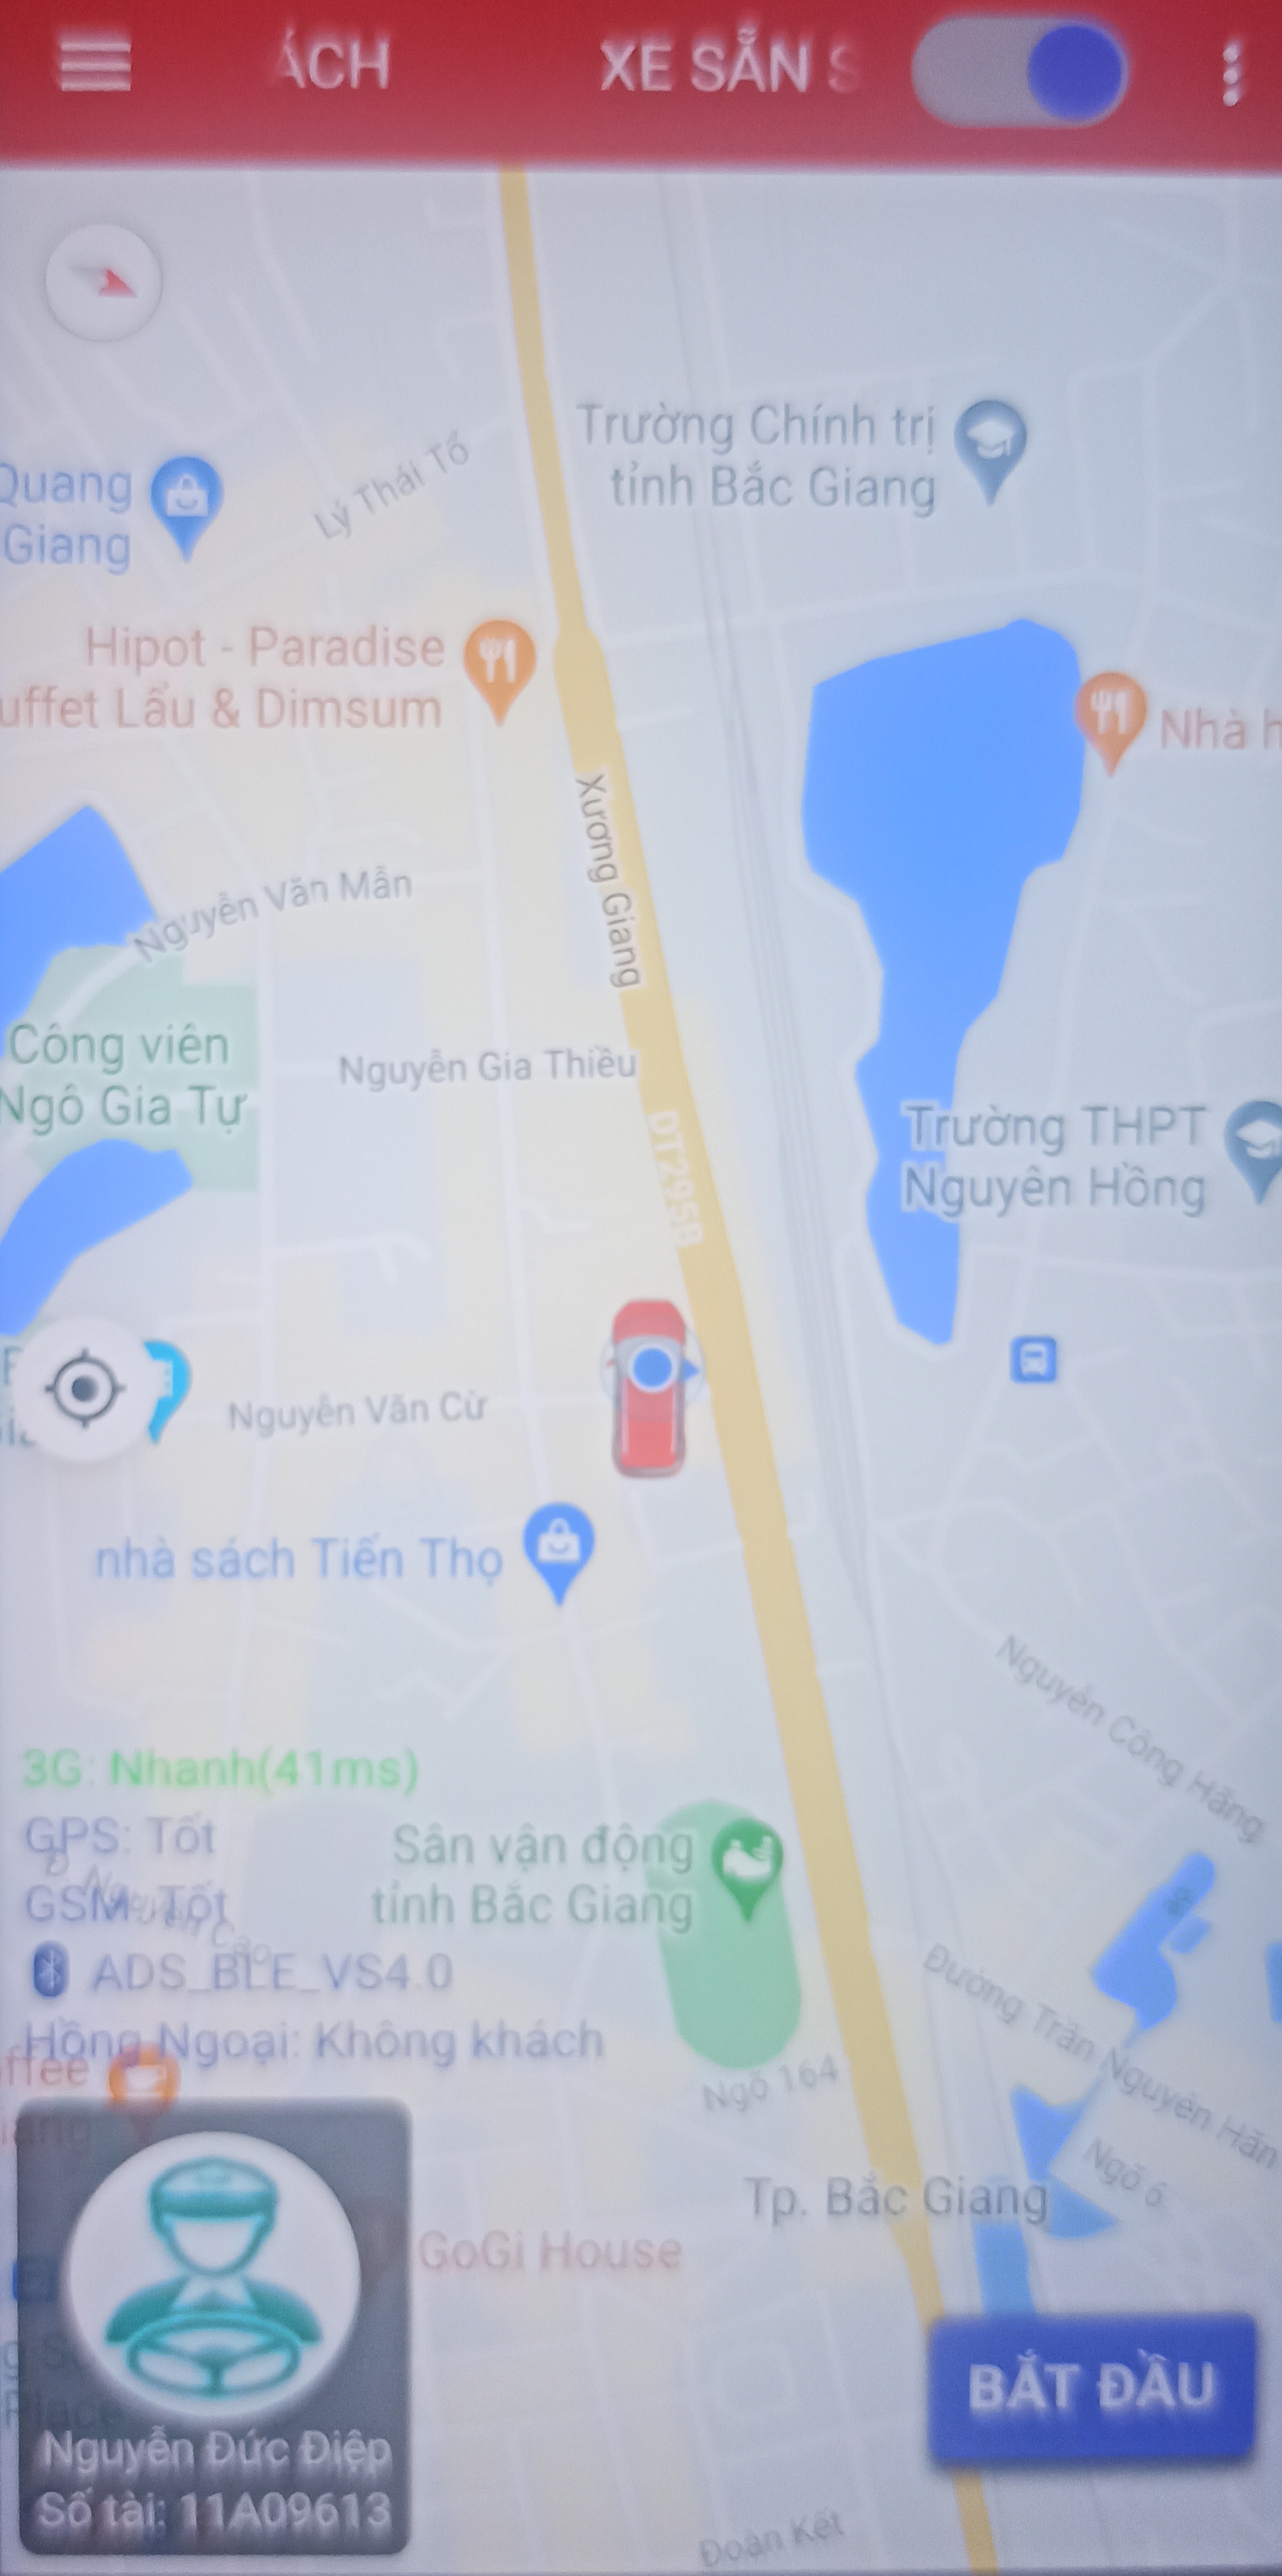 ÁCH
XE SẴN S
Trường Chính trị
tỉnh Bắc Giang
Quang
Giang
Lý Thái Tổ
Hipot - Paradise
uffet Lẩu & Dimsum
Nhà h
Xương Giang
Nguyễn Văn Mẫn
Công viên
Ngô Gia Tự
Nguyễn Gia Thiều
ĐT295B
Trường THPT
Nguyên Hồng
Nguyễn Văn Cừ
nhà sách Tiến Thọ
Nguyễn Công Hãng
3G: Nhanh(41ms)
GPS: Tốt
GSM: Tốt
Sân vận động
tỉnh Bắc Giang
ADS_BLE_VS4.0
Hồng Ngoại: Không khách
ffee
iang
Đường Trần Nguyên Hãn
Ngõ 164
Ngõ 6
Tp. Bắc Giang
GoGi House
BẮT ĐẦU
Nguyễn Đức Điệp
Số tài: 11A09613
Đoàn Kết